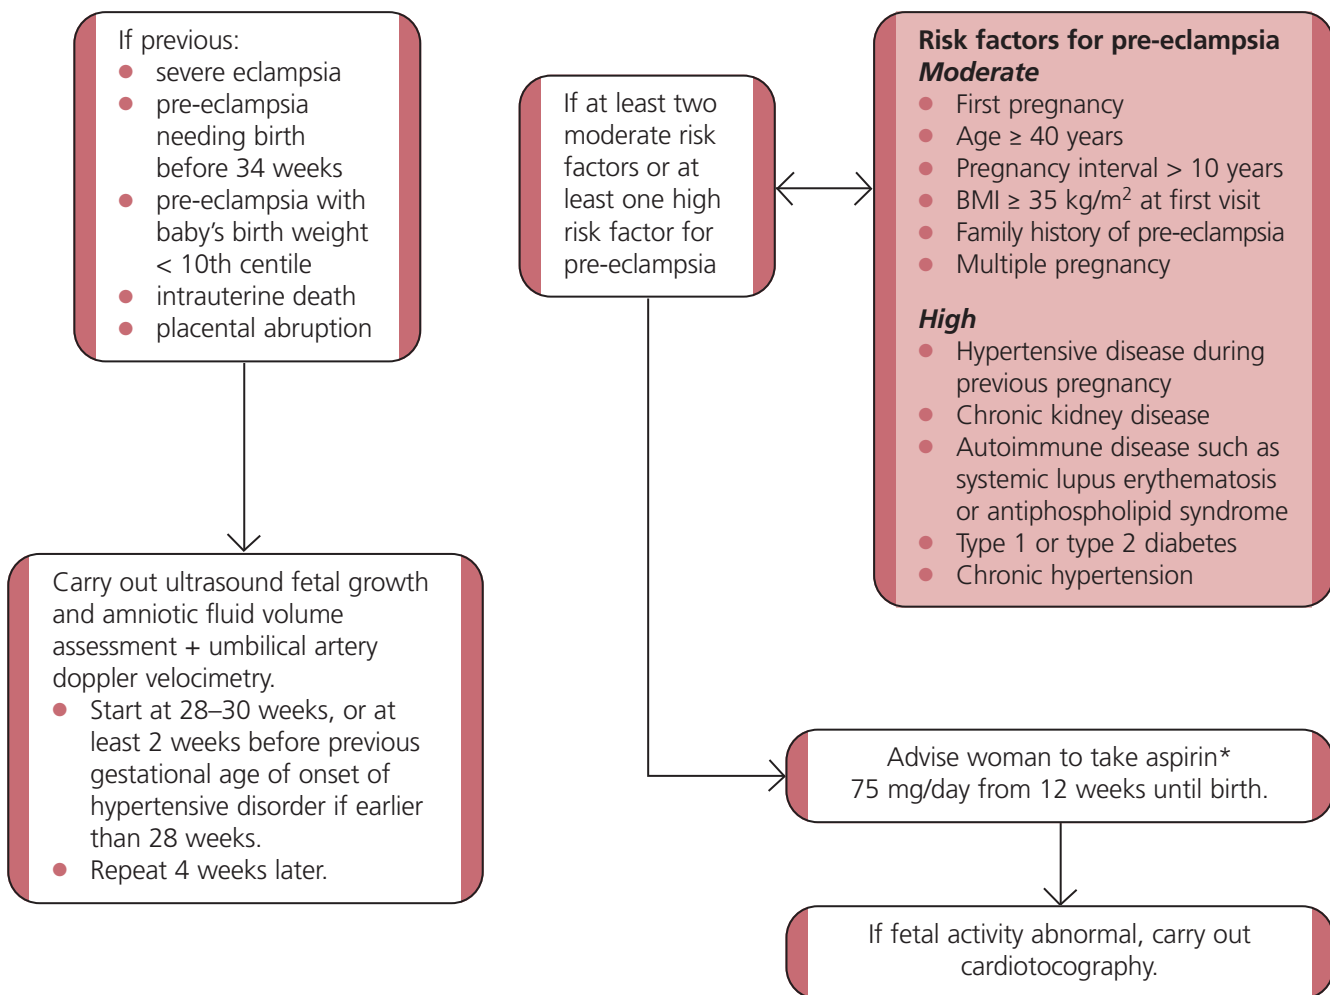 If previous:
● severe eclampsia
● pre-eclampsia
needing birth
before 34 weeks
● pre-eclampsia with
baby’s birth weight
< 10th centile
● intrauterine death
● placental abruption
Carry out ultrasound fetal growth
and amniotic fluid volume
assessment + umbilical artery
doppler velocimetry.
● Start at 28–30 weeks, or at
least 2 weeks before previous
gestational age of onset of
hypertensive disorder if earlier
than 28 weeks.
● Repeat 4 weeks later.
If at least two
moderate risk
factors or at
least one high
risk factor for
pre-eclampsia
Risk factors for pre-eclampsia
Moderate
● First pregnancy
● Age ≥ 40 years
● Pregnancy interval > 10 years
● BMI ≥ 35 kg/m² at first visit
● Family history of pre-eclampsia
● Multiple pregnancy
High
● Hypertensive disease during
previous pregnancy
● Chronic kidney disease
● Autoimmune disease such as
systemic lupus erythematosis
or antiphospholipid syndrome
● Type 1 or type 2 diabetes
● Chronic hypertension
Advise woman to take aspirin*
75 mg/day from 12 weeks until birth.
If fetal activity abnormal, carry out
cardiotocography.